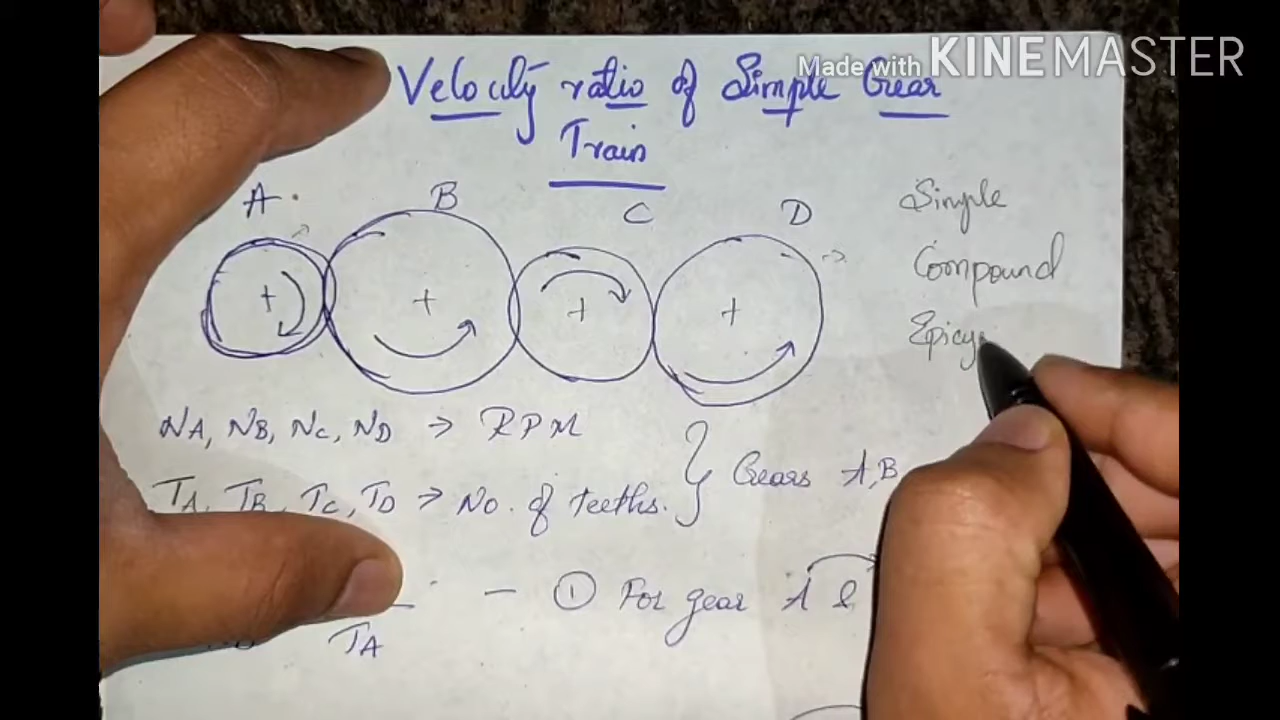 Made with KINEMASTER
Velocity ratio of Simple Gear
Train
A B C D
Simple
Compound
Epicy
NA, NB, NC, ND → RPM
TA, TB, TC, TD → No. of teeths. } Gears A,B
— ① For gear A &
TA